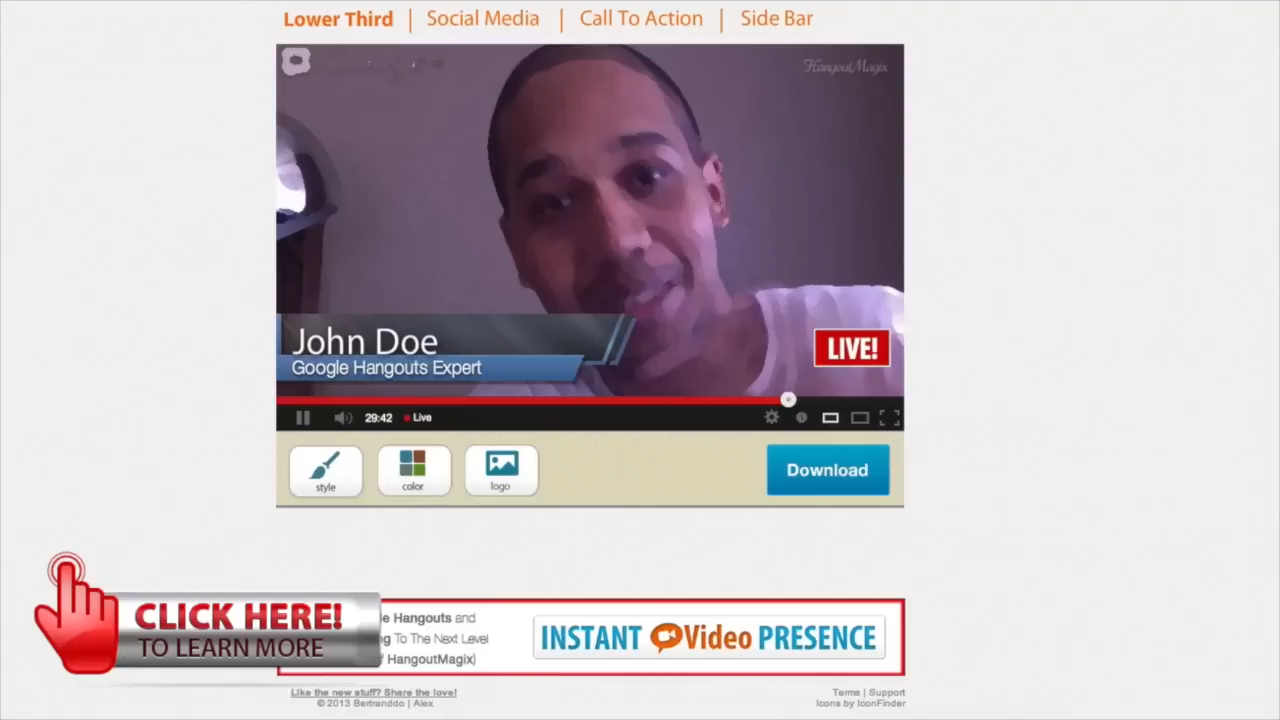 Lower Third | Social Media | Call To Action | Side Bar
HangoutMagix
John Doe
Google Hangouts Expert
LIVE!
29:42 Live
style
color
logo
Download
CLICK HERE!
TO LEARN MORE
le Hangouts and
ng To The Next Level
f HangoutMagix)
INSTANT Video PRESENCE
Like the new stuff? Share the love!
© 2013 Bertranddo | Alex
Terms | Support
Icons by IconFinder